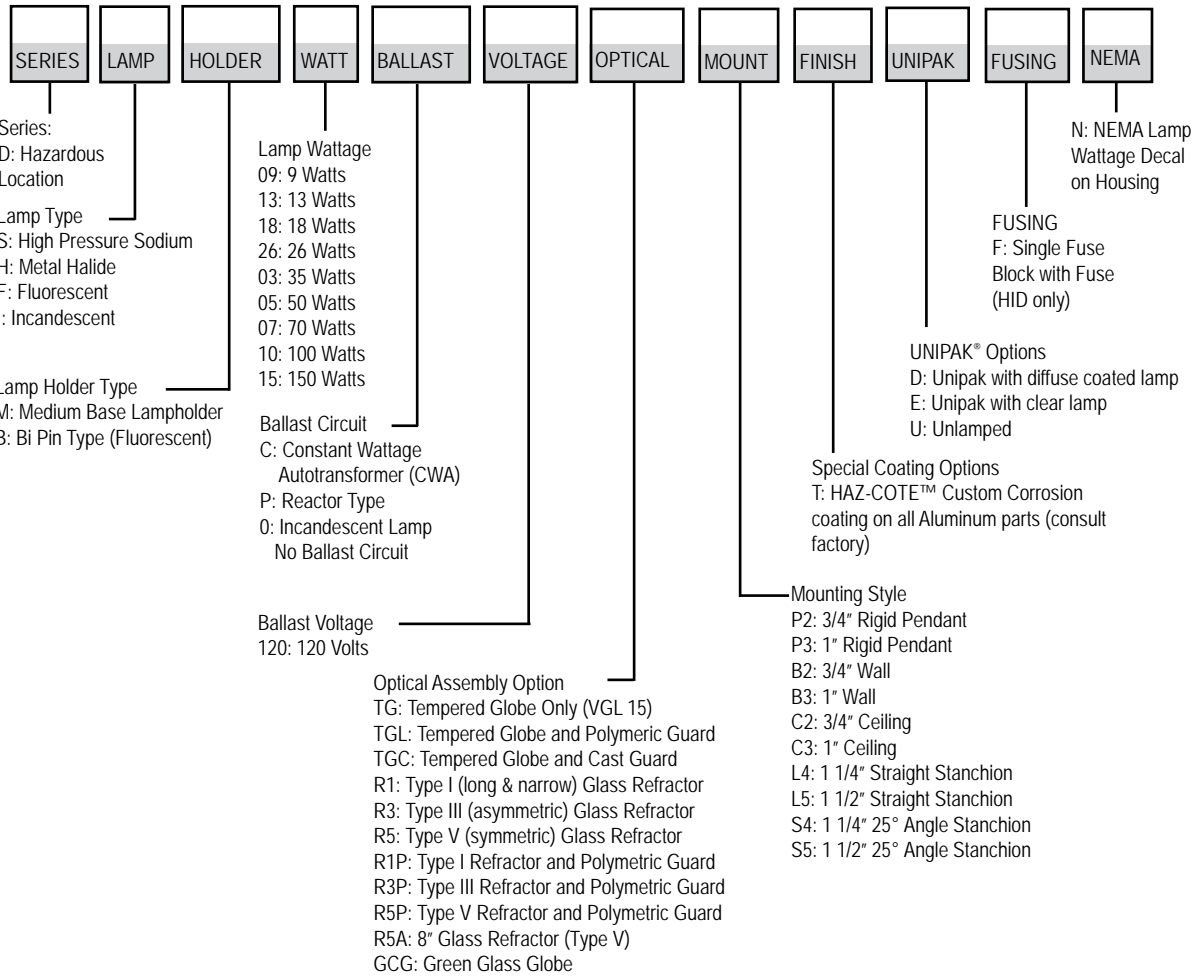 SERIES LAMP HOLDER WATT BALLAST VOLTAGE OPTICAL MOUNT FINISH UNIPAK FUSING NEMA
Series:
D: Hazardous
Location
Lamp Type
S: High Pressure Sodium
H: Metal Halide
F: Fluorescent
: Incandescent
Lamp Holder Type
M: Medium Base Lampholder
B: Bi Pin Type (Fluorescent)
Lamp Wattage
09: 9 Watts
13: 13 Watts
18: 18 Watts
26: 26 Watts
03: 35 Watts
05: 50 Watts
07: 70 Watts
10: 100 Watts
15: 150 Watts
Ballast Circuit
C: Constant Wattage
Autotransformer (CWA)
P: Reactor Type
0: Incandescent Lamp
No Ballast Circuit
Ballast Voltage
120: 120 Volts
Optical Assembly Option
TG: Tempered Globe Only (VGL 15)
TGL: Tempered Globe and Polymeric Guard
TGC: Tempered Globe and Cast Guard
R1: Type I (long & narrow) Glass Refractor
R3: Type III (asymmetric) Glass Refractor
R5: Type V (symmetric) Glass Refractor
R1P: Type I Refractor and Polymetric Guard
R3P: Type III Refractor and Polymetric Guard
R5P: Type V Refractor and Polymetric Guard
R5A: 8″ Glass Refractor (Type V)
GCG: Green Glass Globe
Mounting Style
P2: 3/4″ Rigid Pendant
P3: 1″ Rigid Pendant
B2: 3/4″ Wall
B3: 1″ Wall
C2: 3/4″ Ceiling
C3: 1″ Ceiling
L4: 1 1/4″ Straight Stanchion
L5: 1 1/2″ Straight Stanchion
S4: 1 1/4″ 25° Angle Stanchion
S5: 1 1/2″ 25° Angle Stanchion
Special Coating Options
T: HAZ-COTE™ Custom Corrosion
coating on all Aluminum parts (consult
factory)
UNIPAK® Options
D: Unipak with diffuse coated lamp
E: Unipak with clear lamp
U: Unlamped
FUSING
F: Single Fuse
Block with Fuse
(HID only)
N: NEMA Lamp
Wattage Decal
on Housing